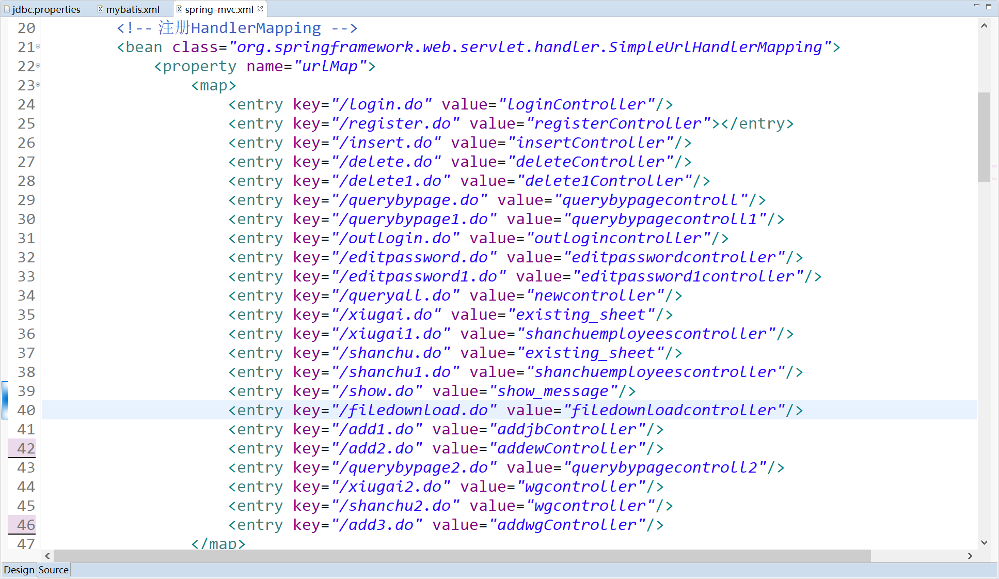 jdbc.properties mybatis.xml spring-mvc.xml
20 <!-- 注册HandlerMapping -->
21 <bean class="org.springframework.web.servlet.handler.SimpleUrlHandlerMapping">
22 <property name="urlMap">
23 <map>
24 <entry key="/login.do" value="loginController"/>
25 <entry key="/register.do" value="registerController"></entry>
26 <entry key="/insert.do" value="insertController"/>
27 <entry key="/delete.do" value="deleteController"/>
28 <entry key="/delete1.do" value="delete1Controller"/>
29 <entry key="/querybypage.do" value="querybypagecontroll"/>
30 <entry key="/querybypage1.do" value="querybypagecontroll1"/>
31 <entry key="/outlogin.do" value="outlogincontroller"/>
32 <entry key="/editpassword.do" value="editpasswordcontroller"/>
33 <entry key="/editpassword1.do" value="editpassword1controller"/>
34 <entry key="/queryall.do" value="newcontroller"/>
35 <entry key="/xiugai.do" value="existing_sheet"/>
36 <entry key="/xiugai1.do" value="shanchuemployeescontroller"/>
37 <entry key="/shanchu.do" value="existing_sheet"/>
38 <entry key="/shanchu1.do" value="shanchuemployeescontroller"/>
39 <entry key="/show.do" value="show_message"/>
40 <entry key="/filedownload.do" value="filedownloadcontroller"/>
41 <entry key="/add1.do" value="addjbController"/>
42 <entry key="/add2.do" value="addewController"/>
43 <entry key="/querybypage2.do" value="querybypagecontroll2"/>
44 <entry key="/xiugai2.do" value="wgcontroller"/>
45 <entry key="/shanchu2.do" value="wgcontroller"/>
46 <entry key="/add3.do" value="addwgController"/>
47 </map>
Design Source